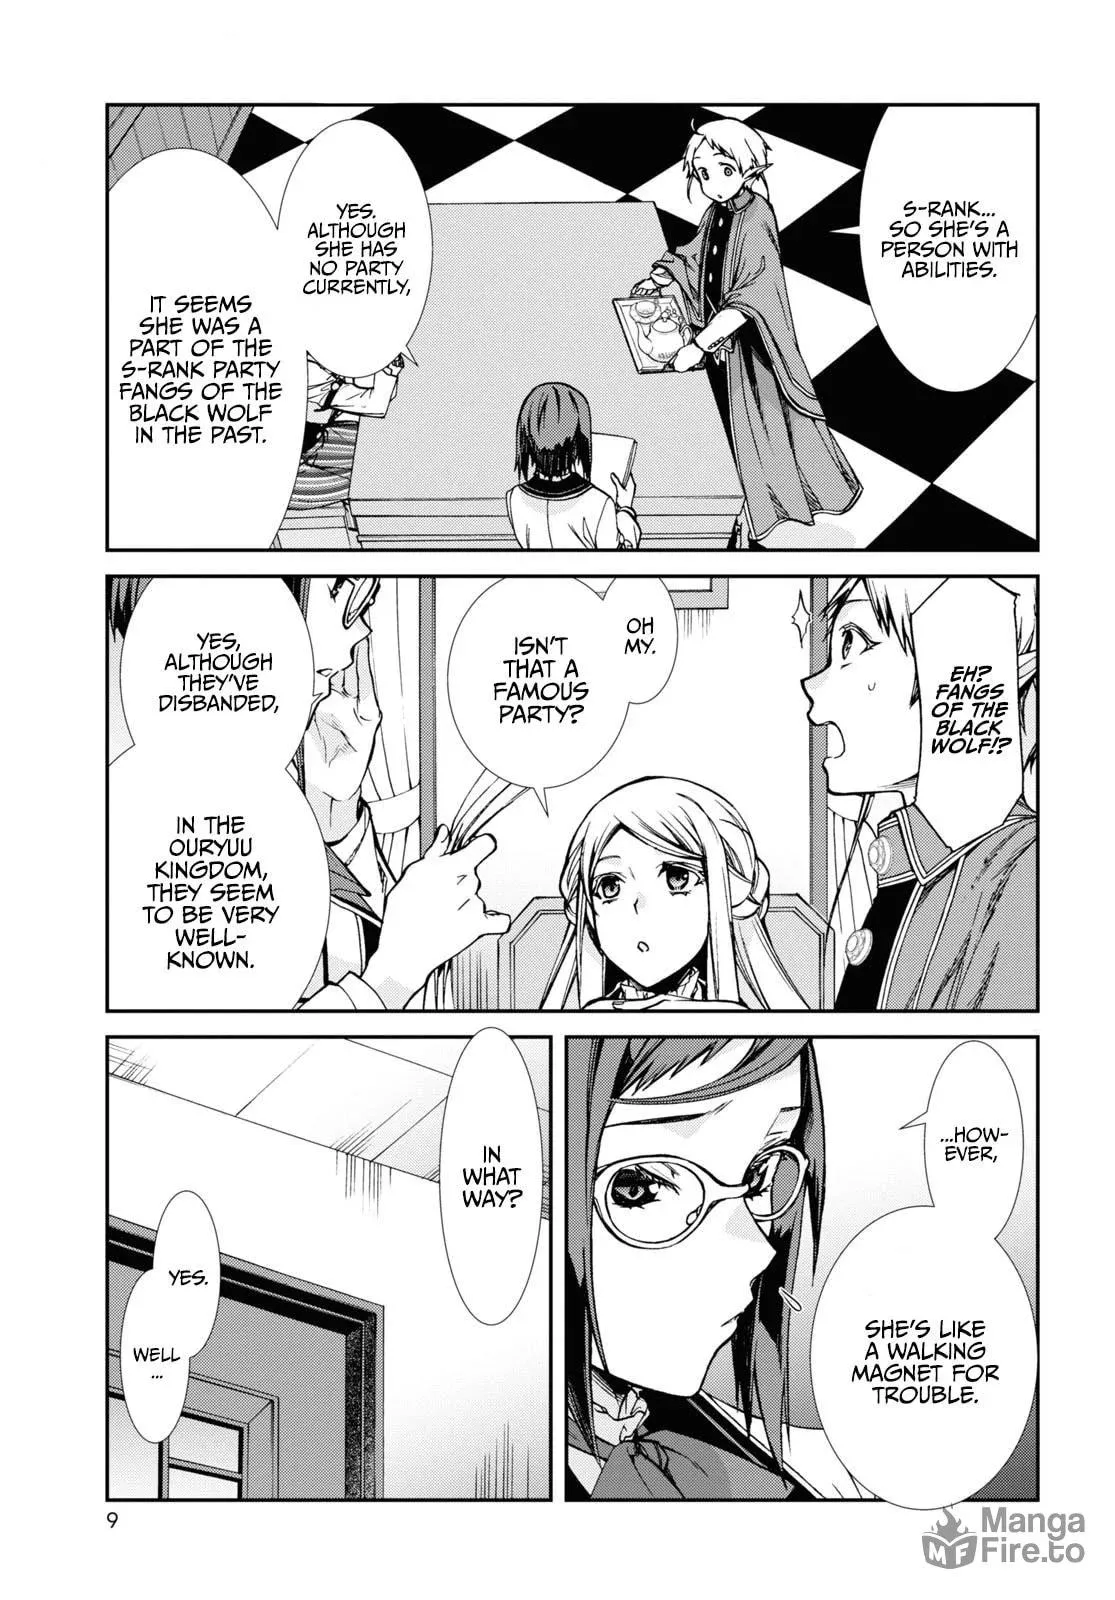 S-RANK...
SO SHE'S A
PERSON WITH
ABILITIES.
YES.
ALTHOUGH
SHE HAS
NO PARTY
CURRENTLY,
IT SEEMS
SHE WAS A
PART OF THE
S-RANK PARTY
FANGS OF THE
BLACK WOLF
IN THE PAST.
EH?
FANGS
OF THE
BLACK
WOLF!?
OH
MY.
ISN'T
THAT A
FAMOUS
PARTY?
YES,
ALTHOUGH
THEY'VE
DISBANDED,
IN THE
OURYUU
KINGDOM,
THEY SEEM
TO BE VERY
WELL-
KNOWN.
...HOW-
EVER,
SHE'S LIKE
A WALKING
MAGNET FOR
TROUBLE.
IN
WHAT
WAY?
YES.
WELL
...
9
Manga
Fire.to
MF